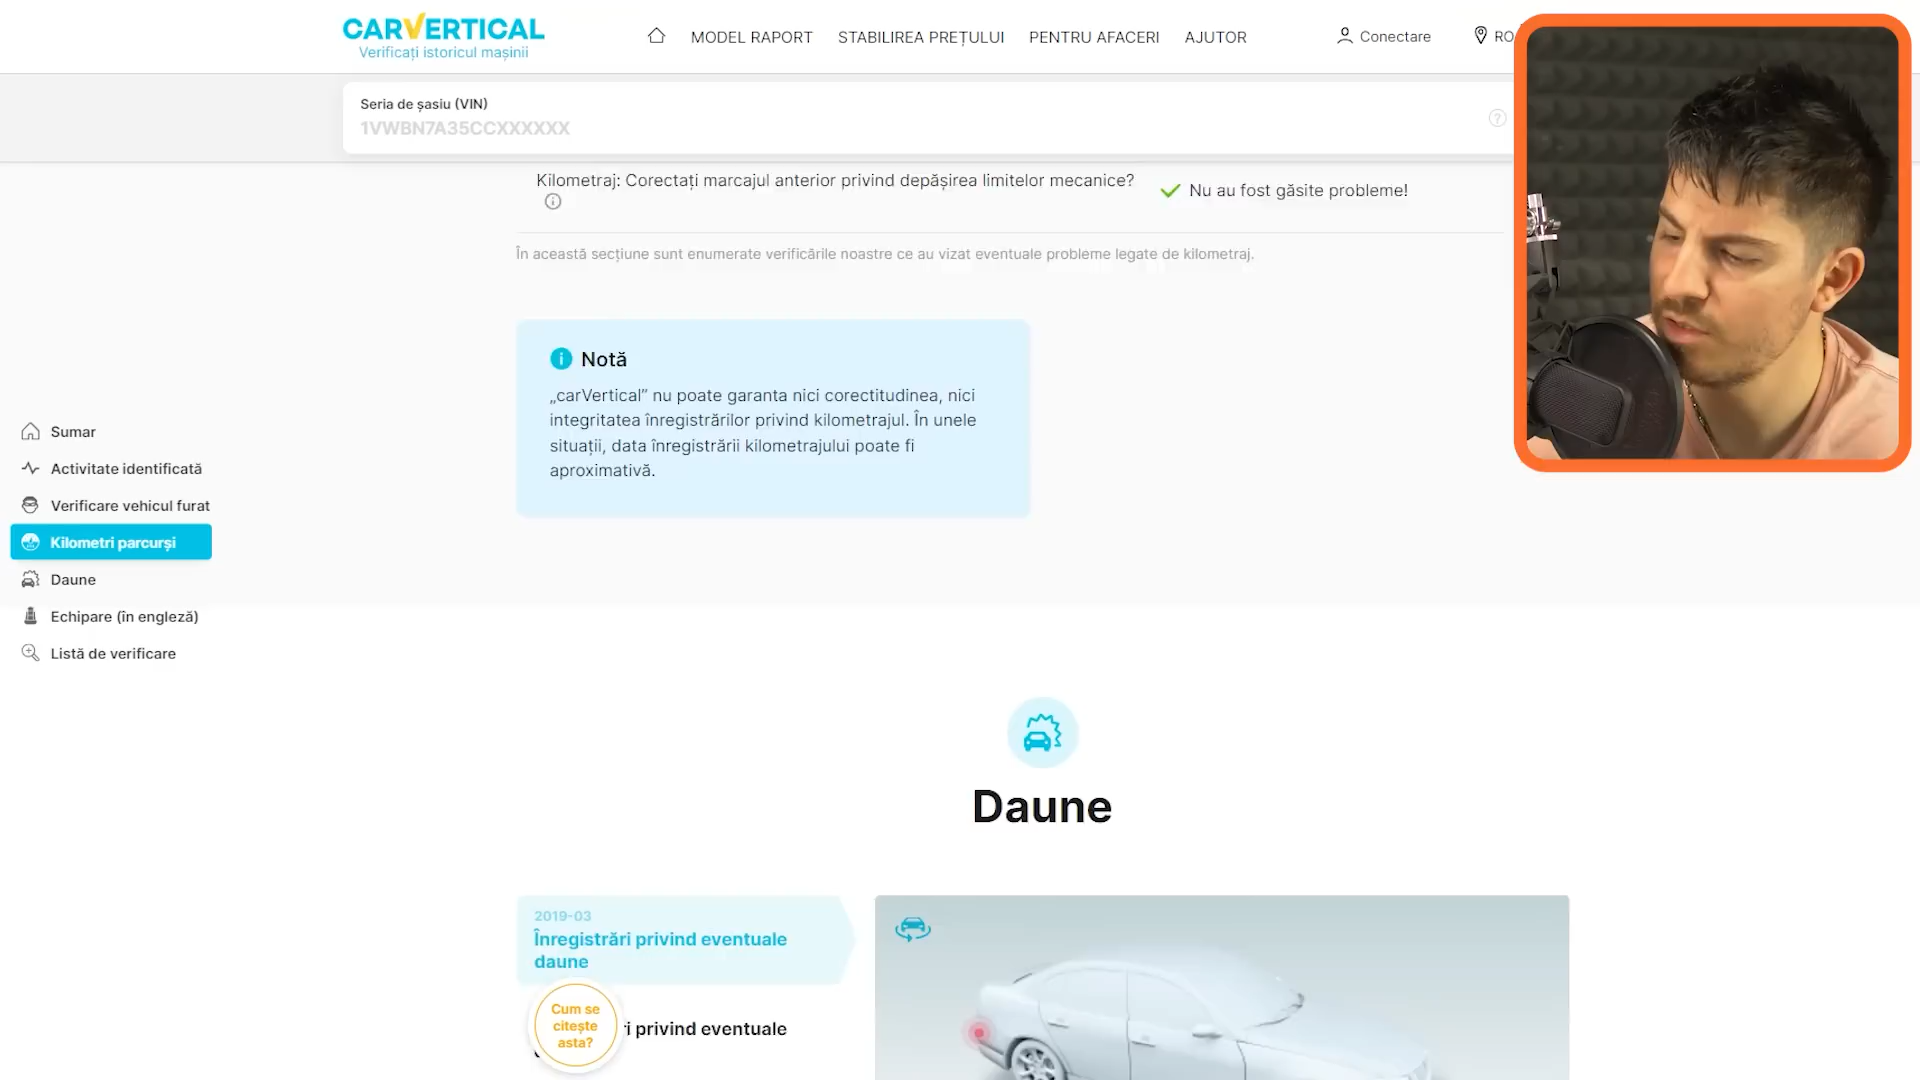 CARVERTICAL
Verificați istoricul mașinii
MODEL RAPORT
STABILIREA PREȚULUI
PENTRU AFACERI
AJUTOR
Conectare
RO
Seria de șasiu (VIN)
1VWBN7A35CCXXXXXX
Kilometraj: Corectați marcajul anterior privind depășirea limitelor mecanice?
Nu au fost găsite probleme!
În această secțiune sunt enumerate verificările noastre ce au vizat eventuale probleme legate de kilometraj.
Notă
„carVertical” nu poate garanta nici corectitudinea, nici
integritatea înregistrărilor privind kilometrajul. În unele
situații, data înregistrării kilometrajului poate fi
aproximativă.
Sumar
Activitate identificată
Verificare vehicul furat
Kilometri parcurși
Daune
Echipare (în engleză)
Listă de verificare
Daune
2019-03
Înregistrări privind eventuale
daune
Cum se
citește
asta?
ri privind eventuale